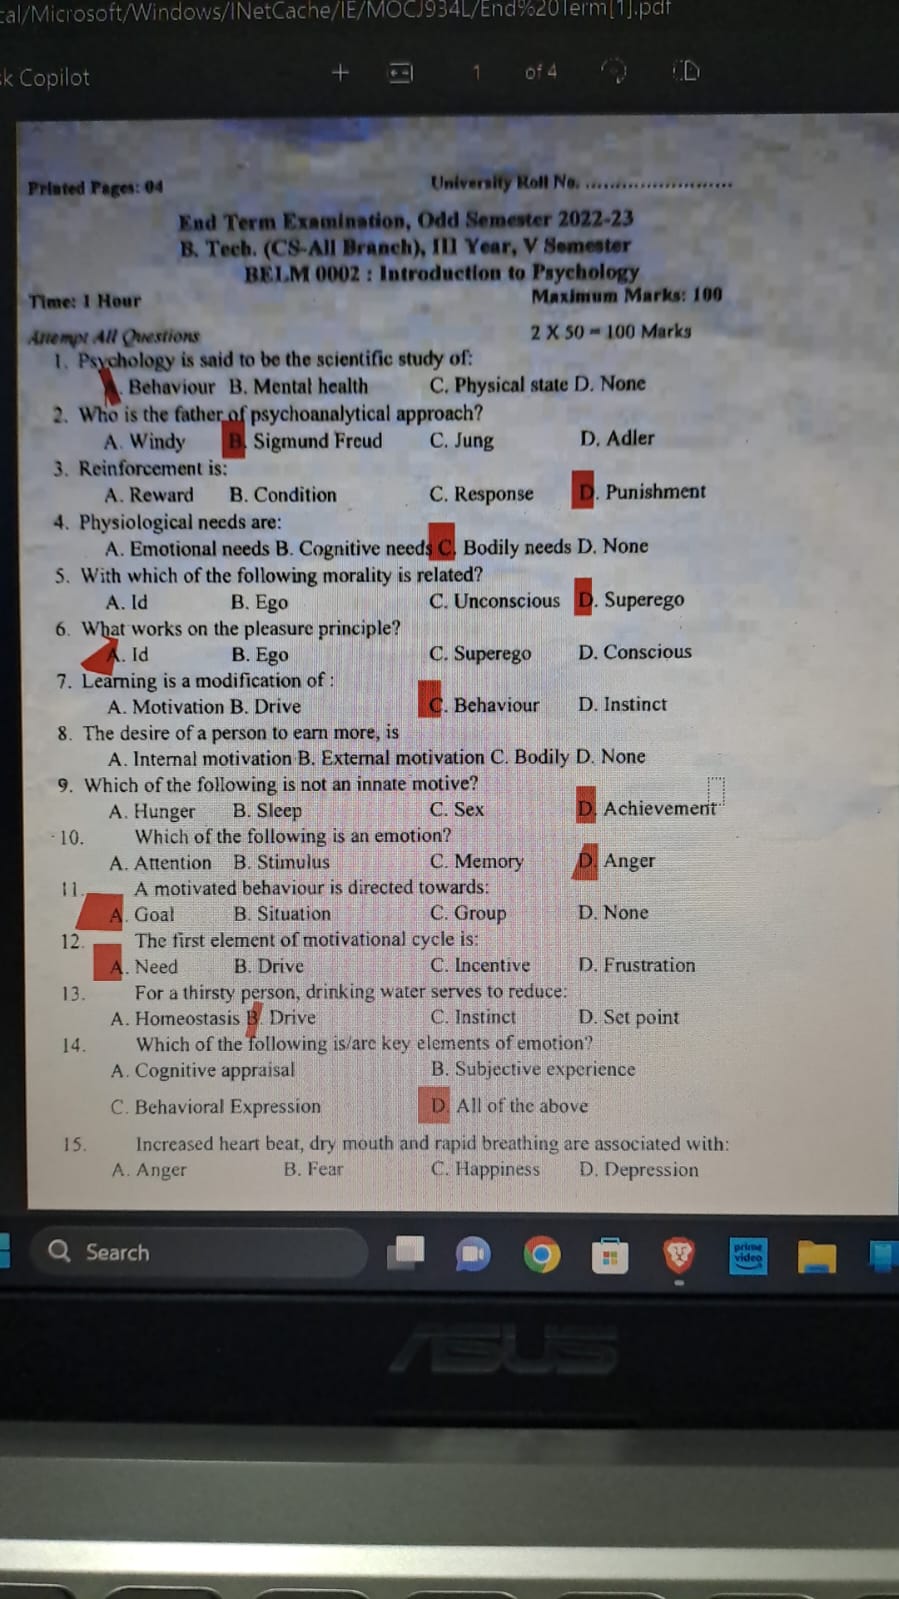 cal/Microsoft/Windows/INetCache/IE/MOCJ934L/End%20Term[1].pdf
sk Copilot
1 of 4
Printed Pages: 04 University Roll No. ........................
End Term Examination, Odd Semester 2022-23
B. Tech. (CS-All Branch), III Year, V Semester
BELM 0002 : Introduction to Psychology
Time: 1 Hour Maximum Marks: 100
Attempt All Questions 2 X 50 = 100 Marks
1. Psychology is said to be the scientific study of:
A. Behaviour B. Mental health C. Physical state D. None
2. Who is the father of psychoanalytical approach?
A. Windy B. Sigmund Freud C. Jung D. Adler
3. Reinforcement is:
A. Reward B. Condition C. Response D. Punishment
4. Physiological needs are:
A. Emotional needs B. Cognitive needs C. Bodily needs D. None
5. With which of the following morality is related?
A. Id B. Ego C. Unconscious D. Superego
6. What works on the pleasure principle?
A. Id B. Ego C. Superego D. Conscious
7. Learning is a modification of :
A. Motivation B. Drive C. Behaviour D. Instinct
8. The desire of a person to earn more, is
A. Internal motivation B. External motivation C. Bodily D. None
9. Which of the following is not an innate motive?
A. Hunger B. Sleep C. Sex D. Achievement
10. Which of the following is an emotion?
A. Attention B. Stimulus C. Memory D. Anger
11. A motivated behaviour is directed towards:
A. Goal B. Situation C. Group D. None
12. The first element of motivational cycle is:
A. Need B. Drive C. Incentive D. Frustration
13. For a thirsty person, drinking water serves to reduce:
A. Homeostasis B. Drive C. Instinct D. Set point
14. Which of the following is/are key elements of emotion?
A. Cognitive appraisal B. Subjective experience
C. Behavioral Expression D. All of the above
15. Increased heart beat, dry mouth and rapid breathing are associated with:
A. Anger B. Fear C. Happiness D. Depression
Search
prime
video
ASUS